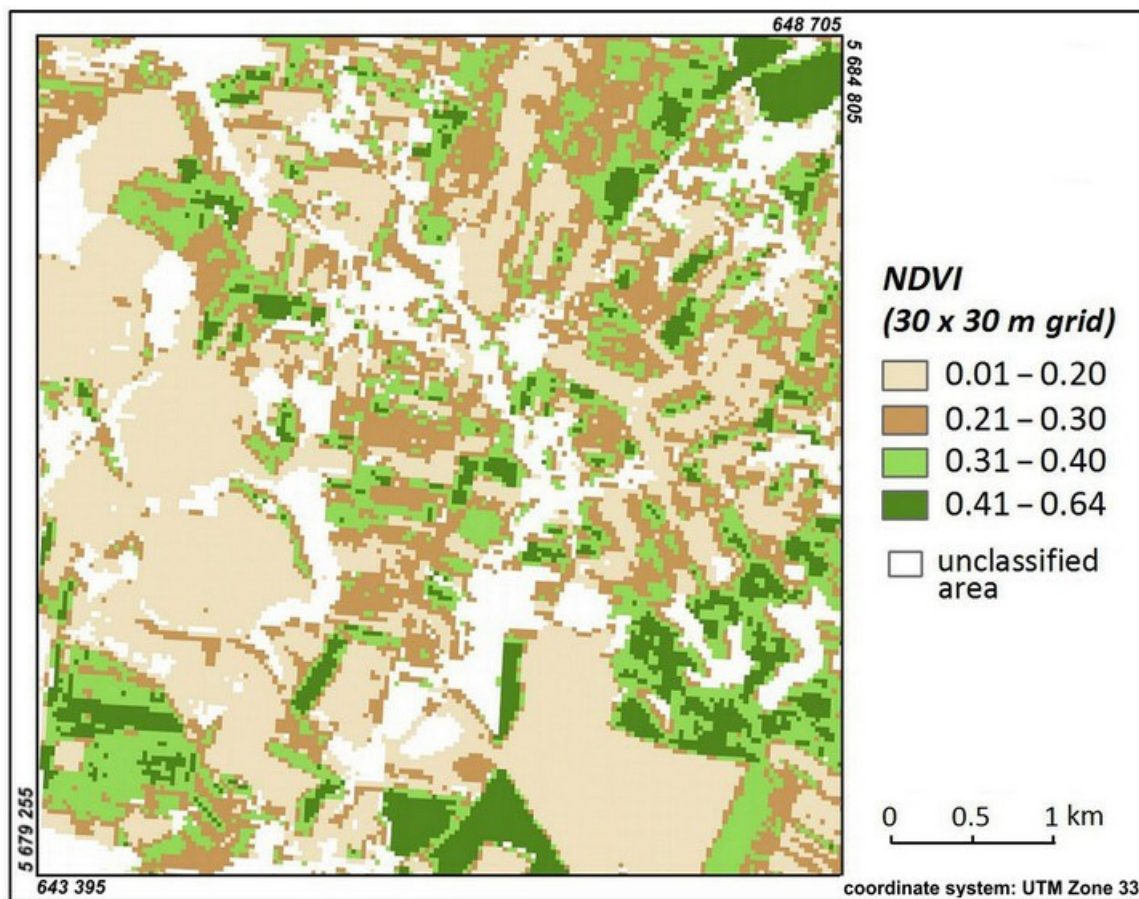 648 705
5 684 805
NDVI
(30 x 30 m grid)
0.01 – 0.20
0.21 – 0.30
0.31 – 0.40
0.41 – 0.64
unclassified
area
0 0.5 1 km
5 679 255
643 395
coordinate system: UTM Zone 33